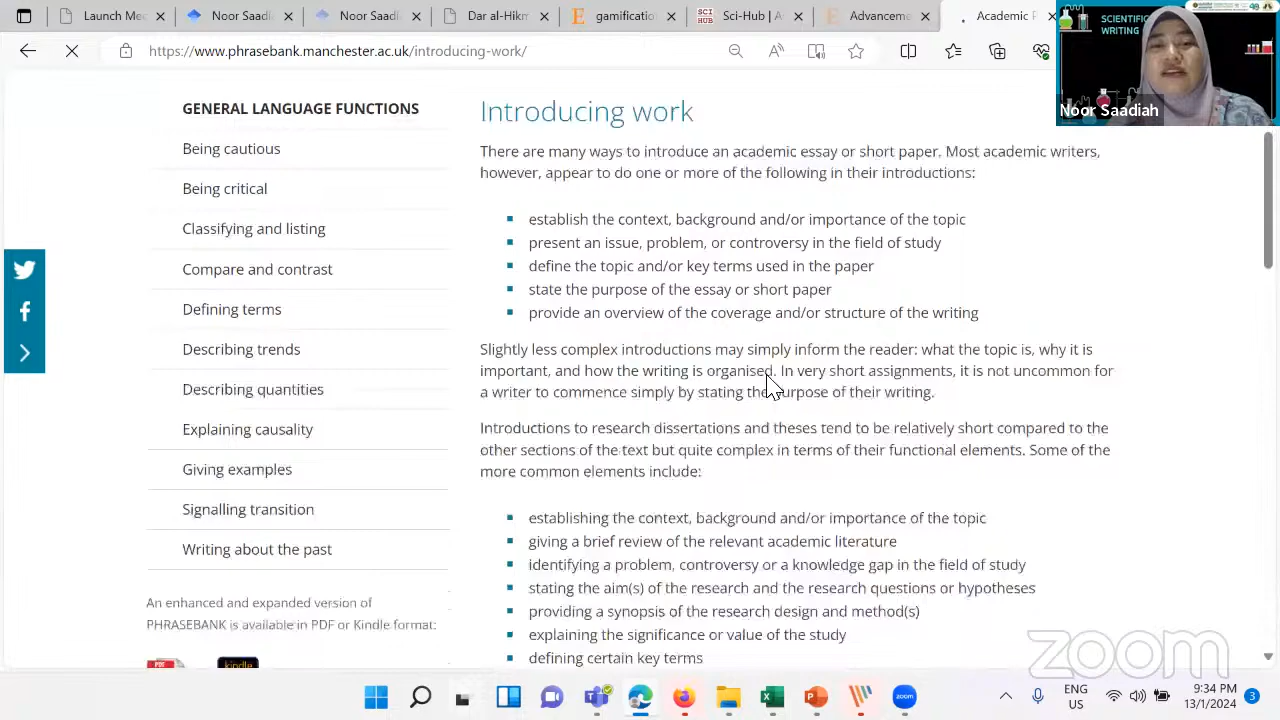 Launch Me
Noor Saadiah
Noor Saa
Data-Hiding
gamificati
SCI
HUB
Sci-Hub
Advancem
Academic P
https://www.phrasebank.manchester.ac.uk/introducing-work/
SCIENTIFIC
WRITING
Noor Saadiah
GENERAL LANGUAGE FUNCTIONS
Being cautious
Being critical
Classifying and listing
Compare and contrast
Defining terms
Describing trends
Describing quantities
Explaining causality
Giving examples
Signalling transition
Writing about the past
An enhanced and expanded version of
PHRASEBANK is available in PDF or Kindle format:
PDF
kindle
Introducing work
There are many ways to introduce an academic essay or short paper. Most academic writers,
however, appear to do one or more of the following in their introductions:
establish the context, background and/or importance of the topic
present an issue, problem, or controversy in the field of study
define the topic and/or key terms used in the paper
state the purpose of the essay or short paper
provide an overview of the coverage and/or structure of the writing
Slightly less complex introductions may simply inform the reader: what the topic is, why it is
important, and how the writing is organised. In very short assignments, it is not uncommon for
a writer to commence simply by stating the purpose of their writing.
Introductions to research dissertations and theses tend to be relatively short compared to the
other sections of the text but quite complex in terms of their functional elements. Some of the
more common elements include:
establishing the context, background and/or importance of the topic
giving a brief review of the relevant academic literature
identifying a problem, controversy or a knowledge gap in the field of study
stating the aim(s) of the research and the research questions or hypotheses
providing a synopsis of the research design and method(s)
explaining the significance or value of the study
defining certain key terms
zoom
zoom
ENG
US
9:34 PM
13/1/2024
3